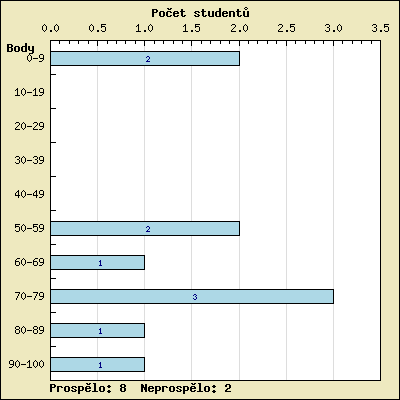 Počet studentů
0.0 0.5 1.0 1.5 2.0 2.5 3.0 3.5
Body
0-9 2
10-19
20-29
30-39
40-49
50-59 2
60-69 1
70-79 3
80-89 1
90-100 1
Prospělo: 8 Neprospělo: 2